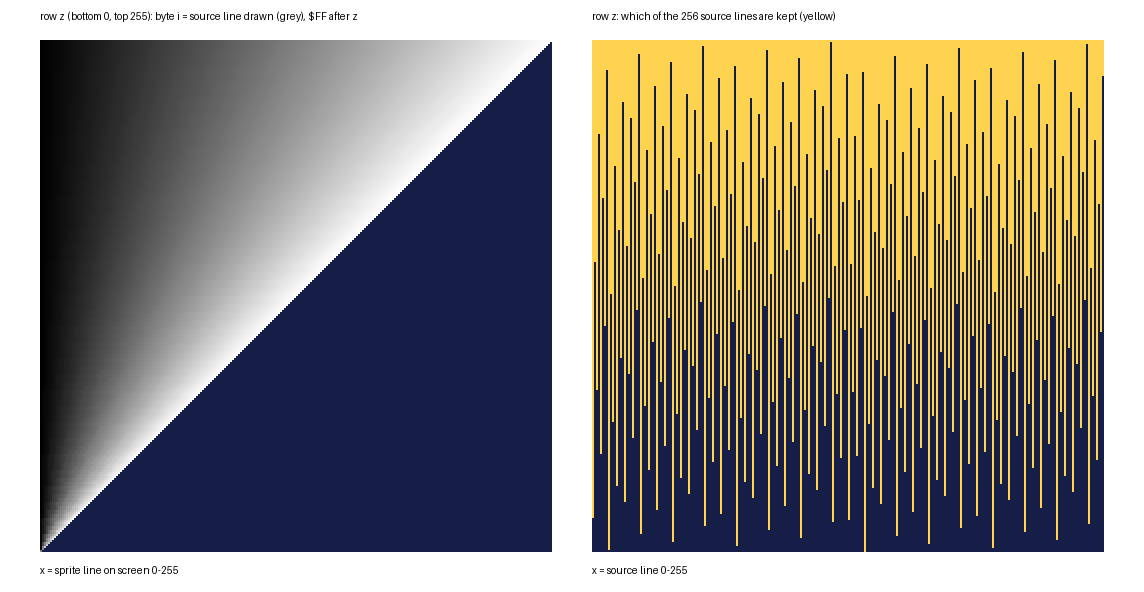 row z (bottom 0, top 255): byte i = source line drawn (grey), $FF after z
row z: which of the 256 source lines are kept (yellow)
x = sprite line on screen 0-255
x = source line 0-255